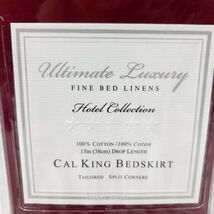 Ultimate Luxury
FINE BED LINENS
Hotel Collection
100% COTTON /100% COTON
15in (38cm) DROP LENGTH
CAL KING BEDSKIRT
TAILORED SPLIT CORNERS